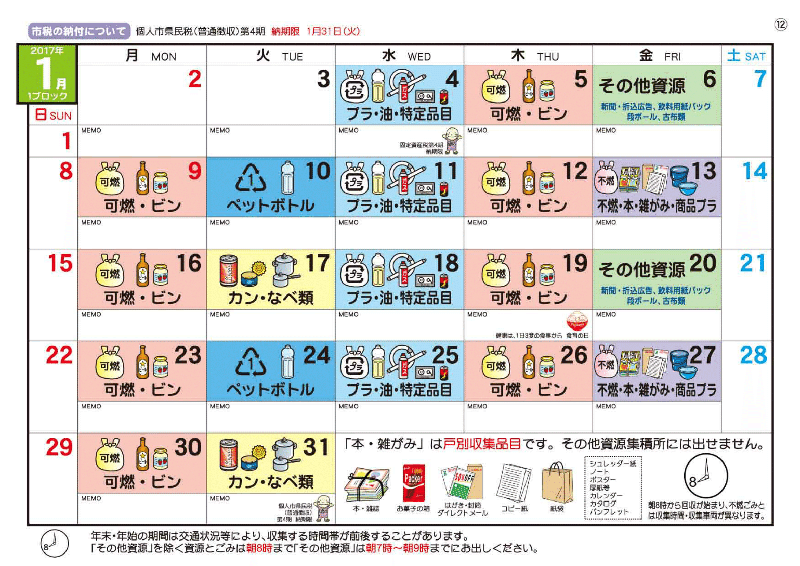 市税の納付について 個人市県民税(普通徴収)第4期 納期限 1月31日(火)
⑫
2017年
1月
1ブロック
月 MON 火 TUE 水 WED 木 THU 金 FRI 土 SAT
日 SUN
1
MEMO
2
MEMO
3
MEMO
プラ
4
プラ・油・特定品目
MEMO
固定資産税第4期
納期限
可燃
5
可燃・ビン
MEMO
その他資源 6
新聞・折込広告、飲料用紙パック
段ボール、古布類
MEMO
7
8
可燃
9
可燃・ビン
MEMO
1
10
ペットボトル
MEMO
プラ
11
プラ・油・特定品目
MEMO
可燃
12
可燃・ビン
MEMO
不燃
13
不燃・本・雑がみ・商品プラ
MEMO
14
15
可燃
16
可燃・ビン
MEMO
17
カン・なべ類
MEMO
プラ
18
プラ・油・特定品目
MEMO
可燃
19
可燃・ビン
MEMO
健康は、1日3零の食事から 食育の日
その他資源 20
新聞・折込広告、飲料用紙パック
段ボール、古布類
MEMO
21
22
可燃
23
可燃・ビン
MEMO
1
24
ペットボトル
MEMO
プラ
25
プラ・油・特定品目
MEMO
可燃
26
可燃・ビン
MEMO
不燃
27
不燃・本・雑がみ・商品プラ
MEMO
28
29
可燃
30
可燃・ビン
MEMO
31
カン・なべ類
MEMO
個人市県民税
(普通徴収)
第4期 納期限
「本・雑がみ」は戸別収集品目です。その他資源集積所には出せません。
本・雑誌
お菓子の箱
はがき・封筒
ダイレクトメール
コピー紙
紙袋
シュレッダー紙
ノート
ポスター
厚紙等
カレンダー
カタログ
パンフレット
8
朝8時から回収が始まり、不燃ごみと
は収集時間・収集車両が異なります。
8
年末・年始の期間は交通状況等により、収集する時間帯が前後することがあります。
「その他資源」を除く資源とごみは朝8時まで「その他資源」は朝7時～朝9時までにお出しください。